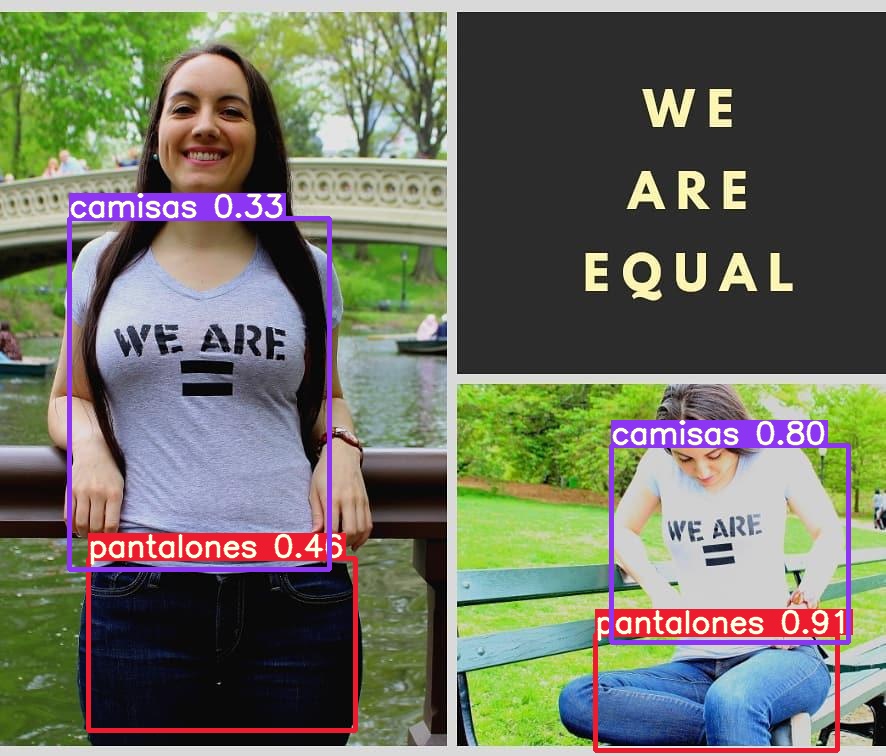 camisas 0.33
WE ARE
=
pantalones 0.46
WE
ARE
EQUAL
camisas 0.80
WE ARE
=
pantalones 0.91